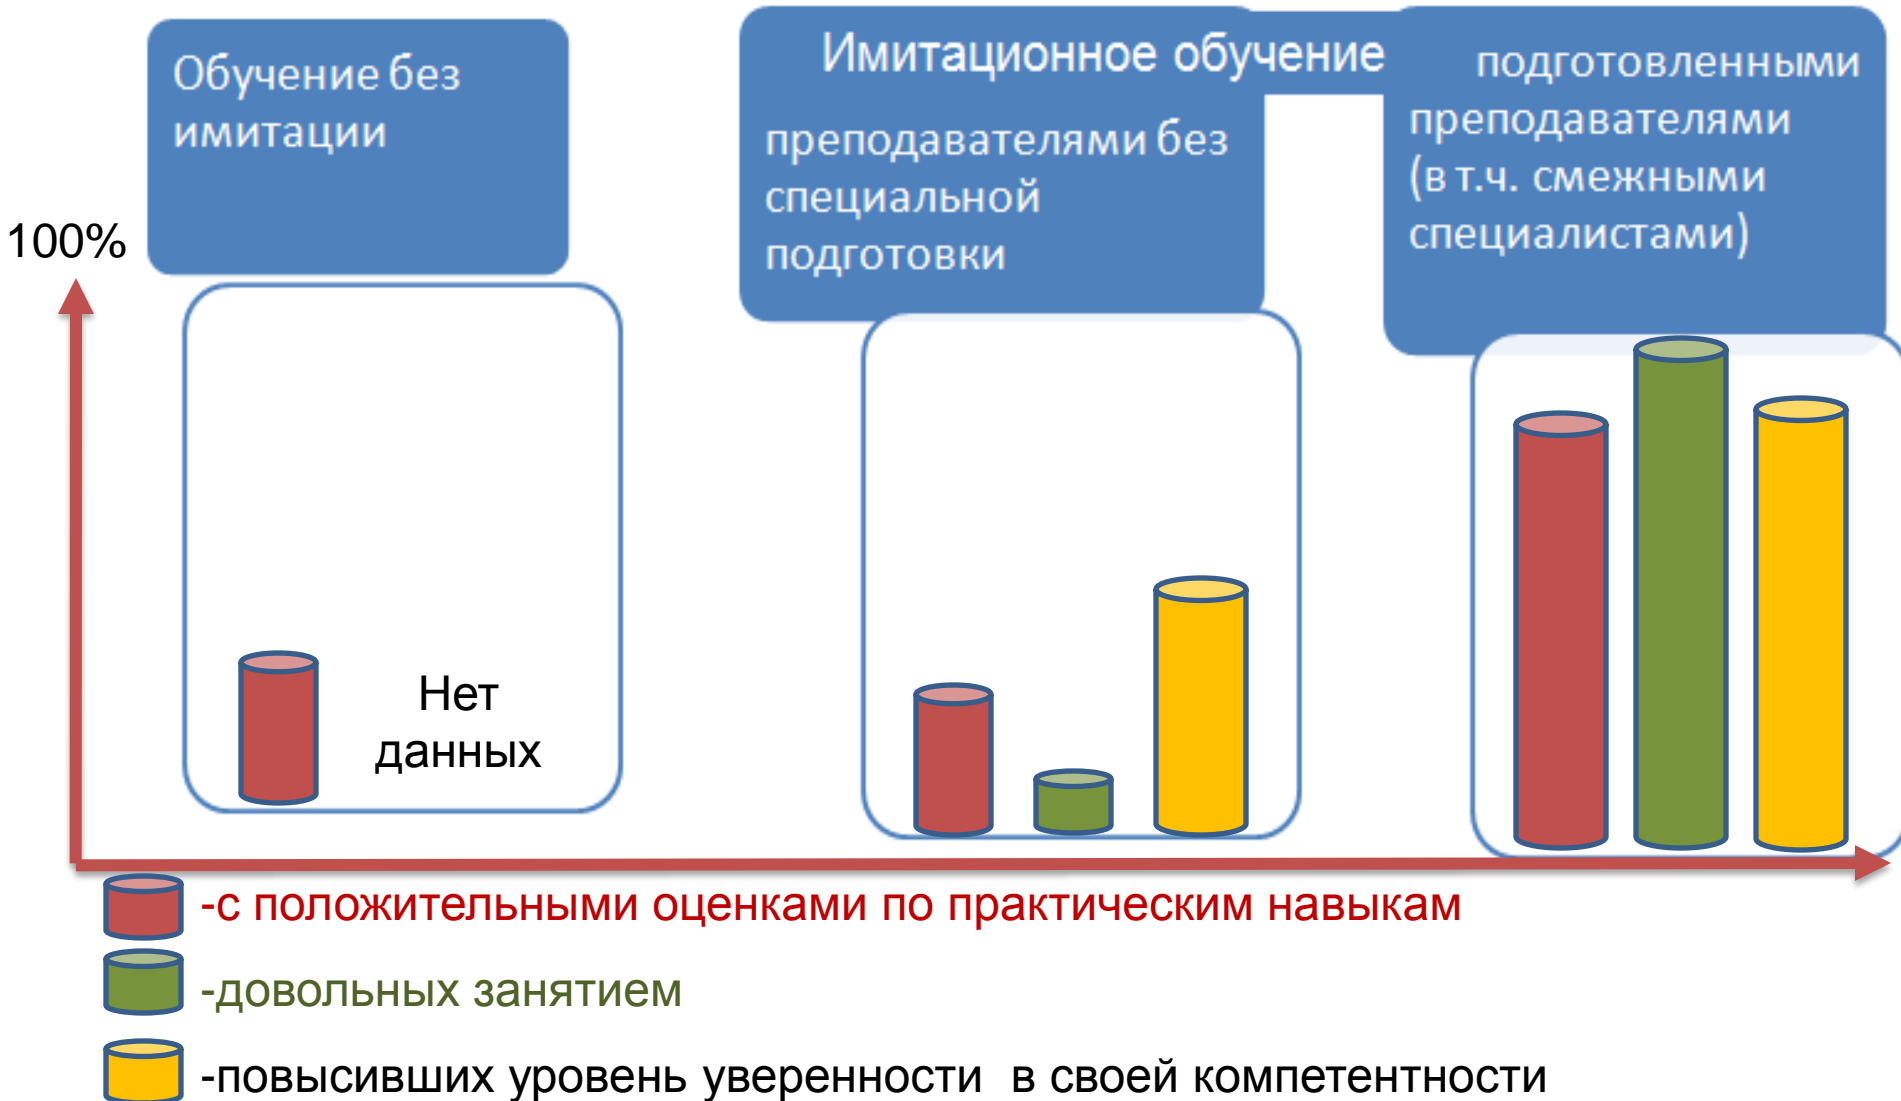 Обучение без
имитации
Имитационное обучение
преподавателями без
специальной
подготовки
подготовленными
преподавателями
(в т.ч. смежными
специалистами)
100%
Нет
данных
-с положительными оценками по практическим навыкам
-довольных занятием
-повысивших уровень уверенности в своей компетентности